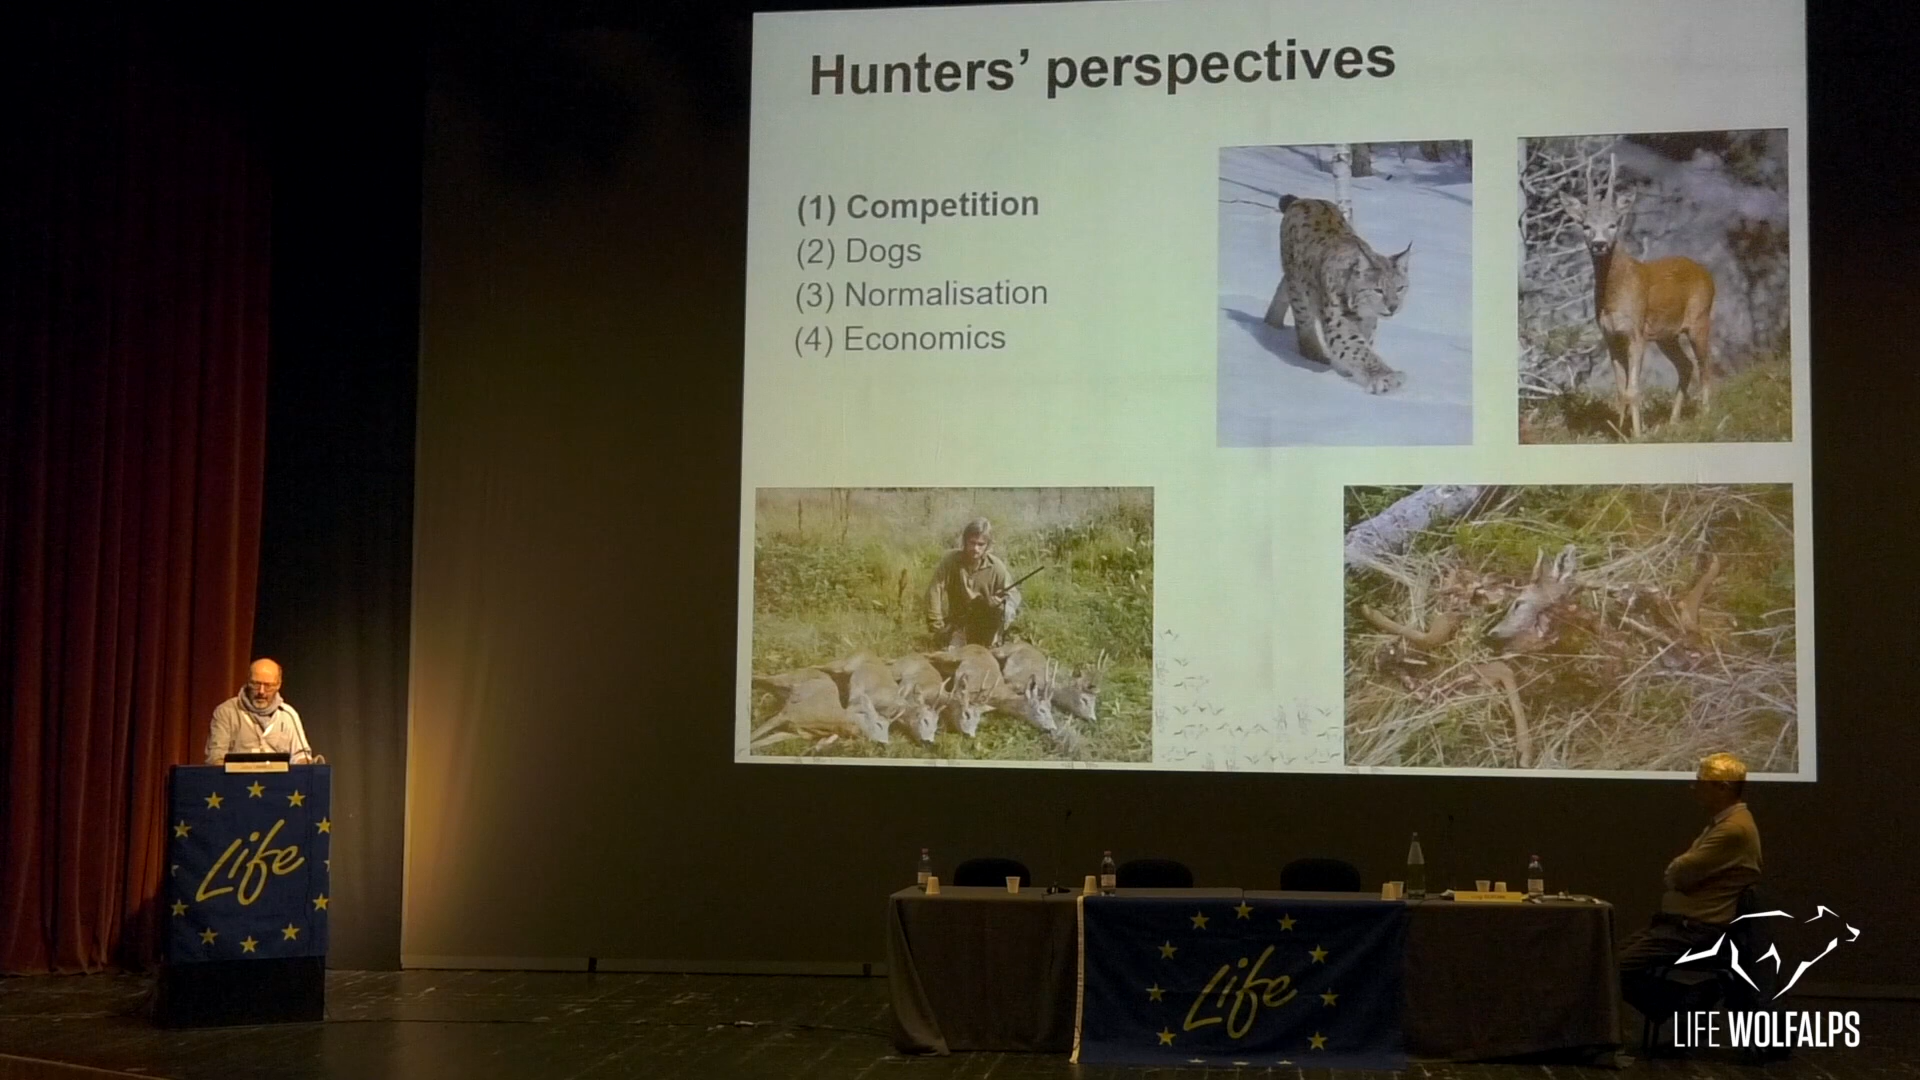 Hunters’ perspectives
(1) Competition
(2) Dogs
(3) Normalisation
(4) Economics
Life
Life
LIFE WOLFALPS